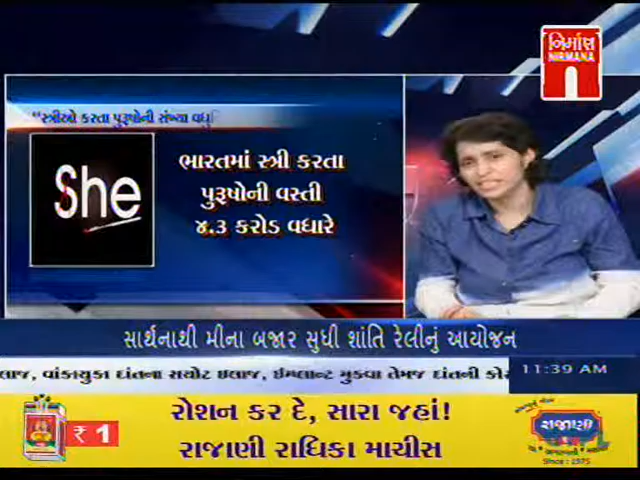 નિર્માણ
NIRMANA
"સ્ત્રીઓ કરતા પુરૂષોની સંખ્યા વધુ
She
ભારતમાં સ્ત્રી કરતા
પુરૂષોની વસ્તી
૪.૩ કરોડ વધારે
સાર્થનાથી મીના બજાર સુધી શાંતિ રેલીનું આયોજન
લાજ, વાંકાચુકા દાંતના સચોટ ઇલાજ, ઈમ્પ્લાન્ટ મુકવા તેમજ દાંતની કોસ
11:39 AM
₹ 1
રોશન કર દે, સારા જહાં!
રાજાણી રાધિકા માચીસ
રાજાણી
Since : 1975